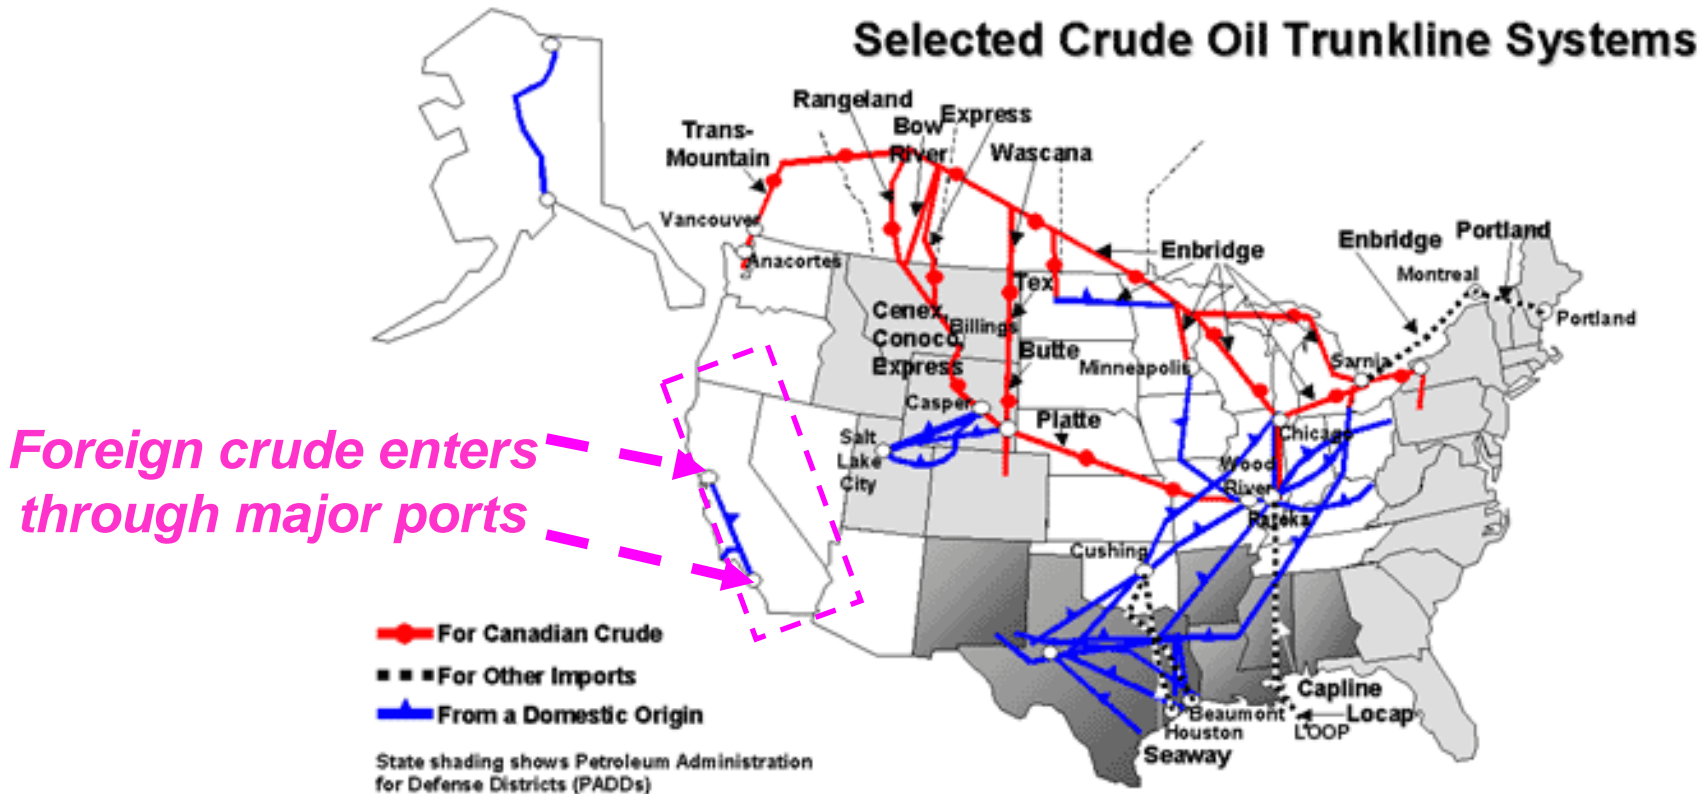 Selected Crude Oil Trunkline Systems
Rangeland
Express
Bow
River
Trans-
Mountain
Wascana
Vancouver
Anacortes
Enbridge
Enbridge
Portland
Montreal
Portland
Tex
Cenex,
Conoco,
Express
Billings
Butte
Minneapolis
Sarnia
Casper
Platte
Salt
Lake
City
Chicago
Wood
River
Patoka
Cushing
Foreign crude enters
through major ports
For Canadian Crude
For Other Imports
From a Domestic Origin
Capline
Locap
LOOP
Beaumont
Houston
Seaway
State shading shows Petroleum Administration
for Defense Districts (PADDs)